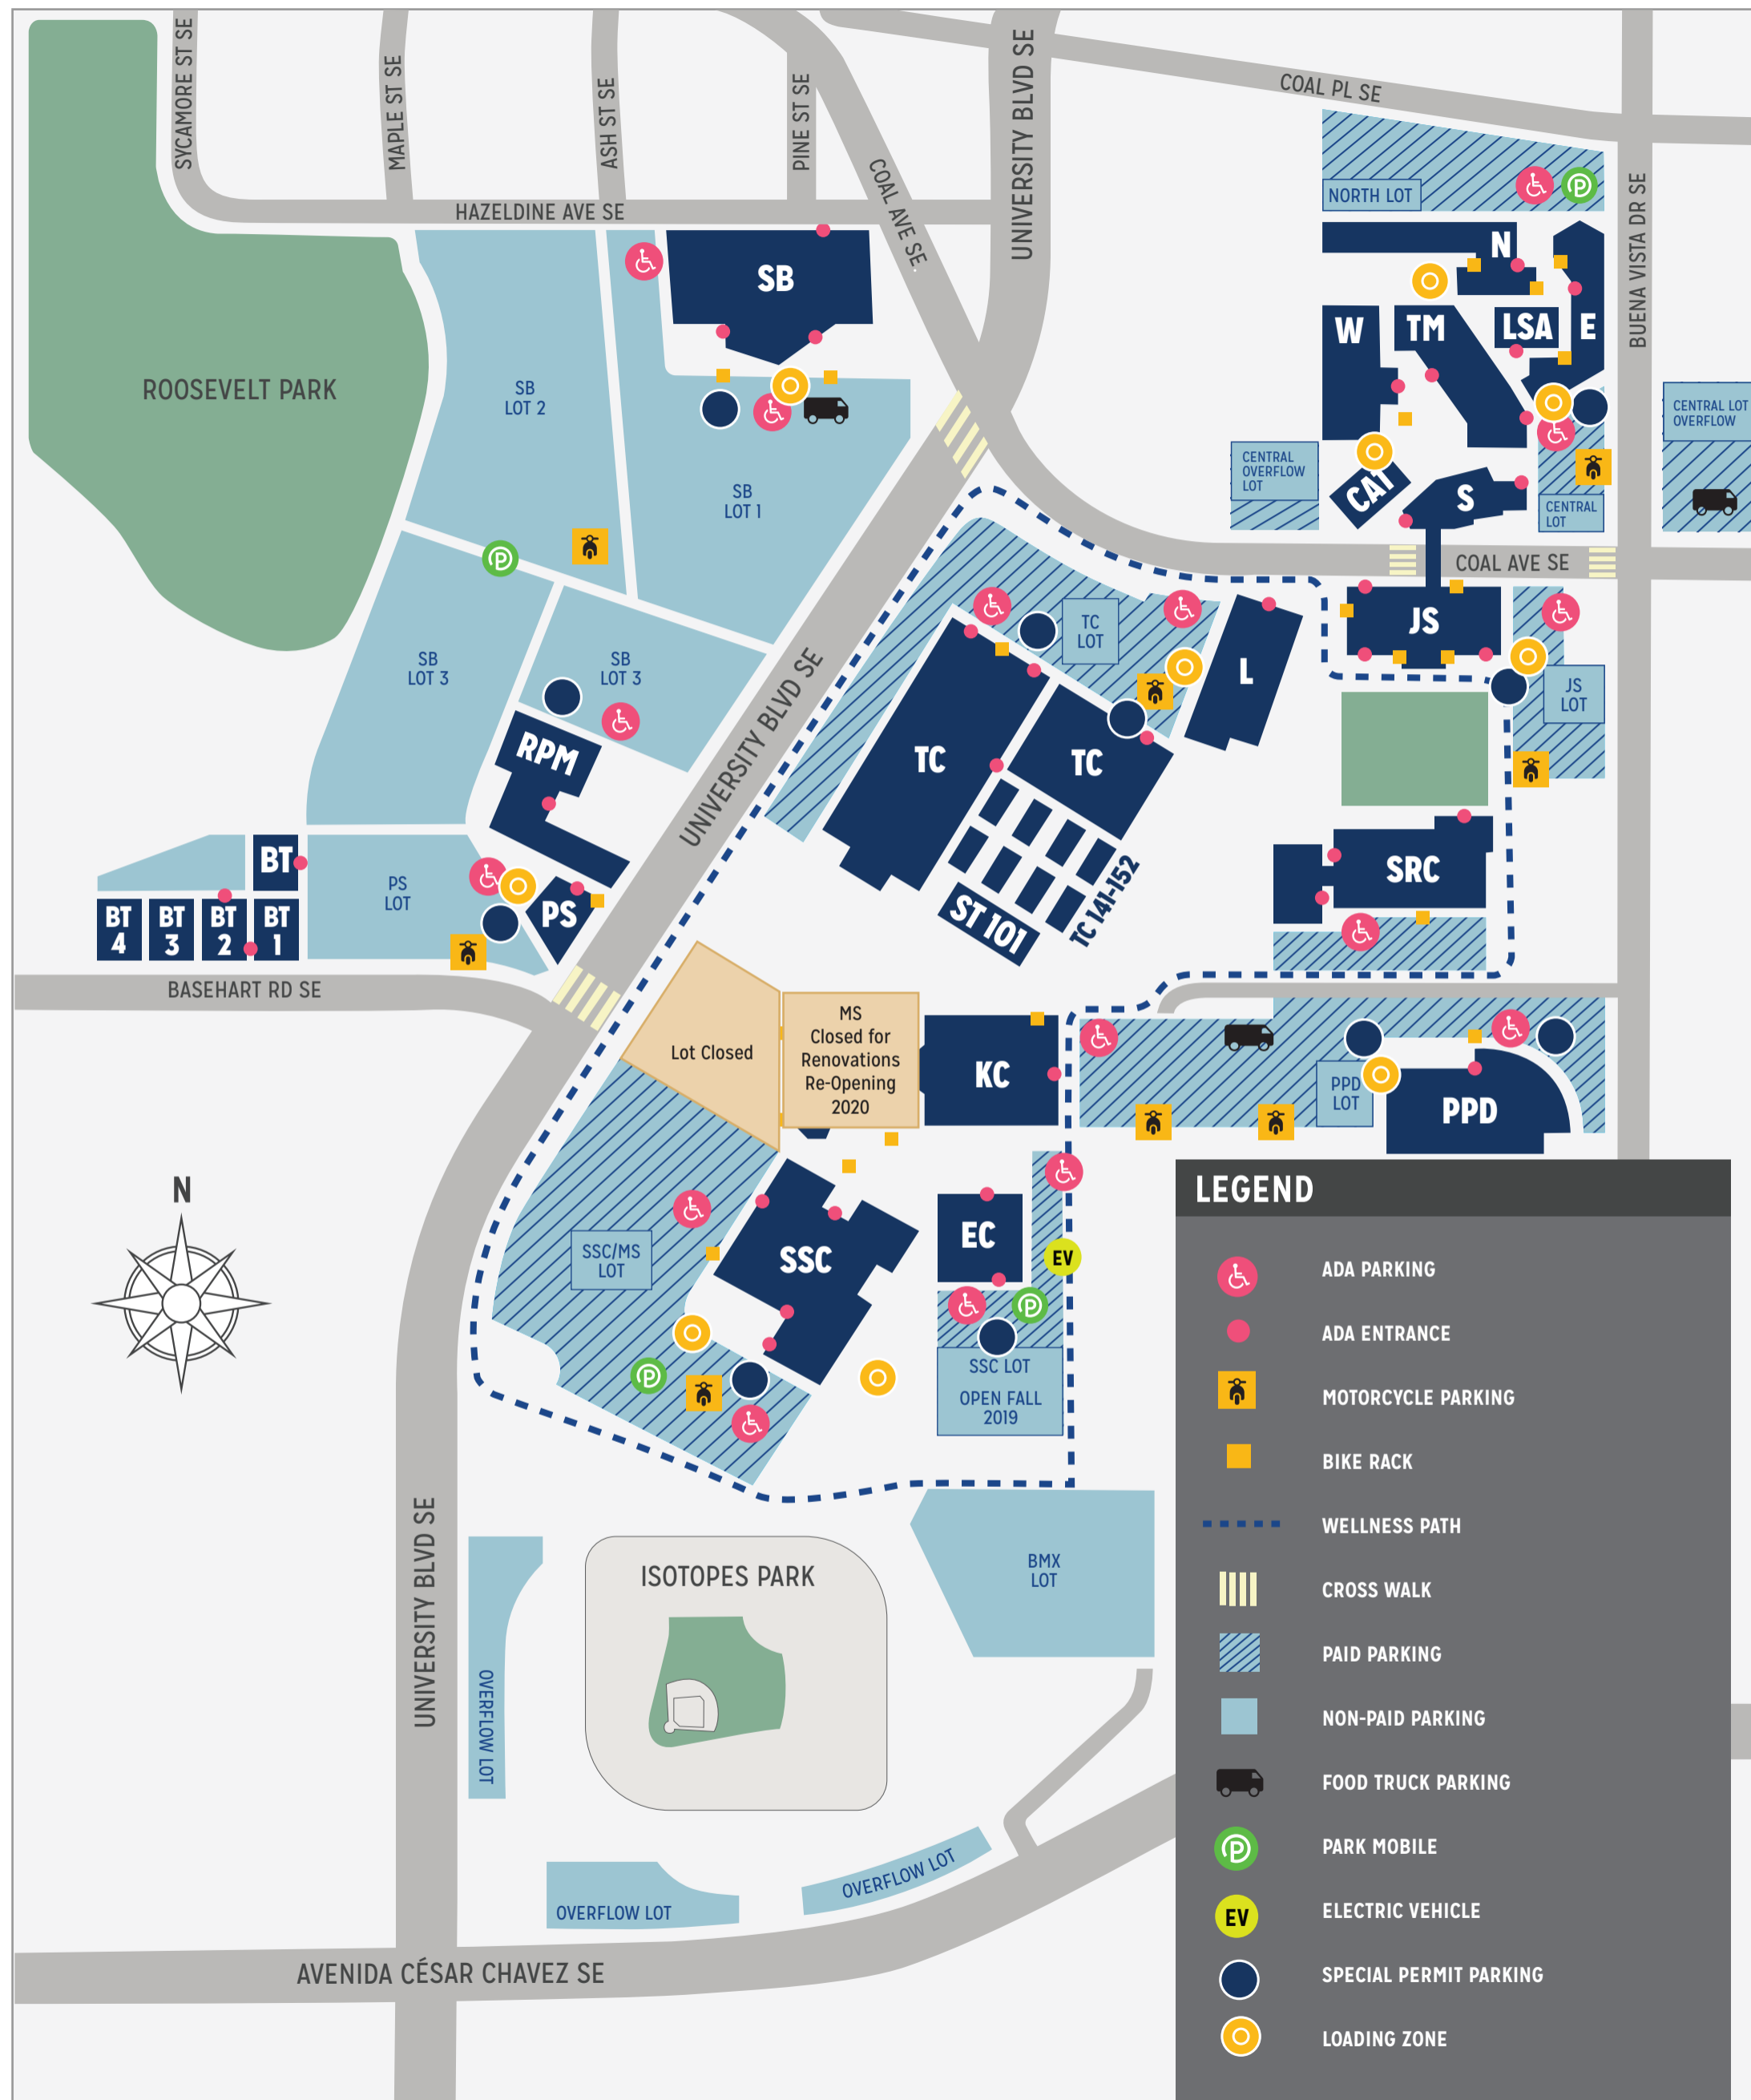 SYCAMORE ST SE
MAPLE ST SE
ASH ST SE
PINE ST SE
COAL AVE SE.
UNIVERSITY BLVD SE
COAL PL SE
BUENA VISTA DR SE
HAZELDINE AVE SE
NORTH LOT
N
SB
W
TM
LSA
E
ROOSEVELT PARK
SB
LOT 2
SB
LOT 1
CENTRAL LOT
OVERFLOW
CENTRAL
OVERFLOW
LOT
CAT
S
CENTRAL
LOT
COAL AVE SE
SB
LOT 3
SB
LOT 3
TC
LOT
JS
L
JS
LOT
UNIVERSITY BLVD SE
RPM
TC
TC
BT
PS
LOT
PS
SRC
BT
4
BT
3
BT
2
BT
1
ST 101
TC 141-152
BASEHART RD SE
Lot Closed
MS
Closed for
Renovations
Re-Opening
2020
KC
PPD
LOT
PPD
N
SSC/MS
LOT
SSC
EC
EV
SSC LOT
OPEN FALL
2019
UNIVERSITY BLVD SE
OVERFLOW LOT
ISOTOPES PARK
BMX
LOT
OVERFLOW LOT
OVERFLOW LOT
AVENIDA CÉSAR CHAVEZ SE
LEGEND
ADA PARKING
ADA ENTRANCE
MOTORCYCLE PARKING
BIKE RACK
WELLNESS PATH
CROSS WALK
PAID PARKING
NON-PAID PARKING
FOOD TRUCK PARKING
P PARK MOBILE
EV ELECTRIC VEHICLE
SPECIAL PERMIT PARKING
LOADING ZONE